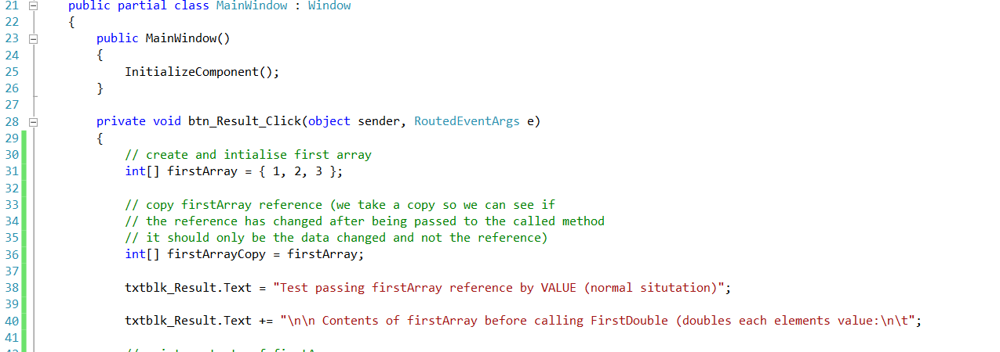 21 public partial class MainWindow : Window
22 {
23 public MainWindow()
24 {
25 InitializeComponent();
26 }
27
28 private void btn_Result_Click(object sender, RoutedEventArgs e)
29 {
30 // create and intialise first array
31 int[] firstArray = { 1, 2, 3 };
32
33 // copy firstArray reference (we take a copy so we can see if
34 // the reference has changed after being passed to the called method
35 // it should only be the data changed and not the reference)
36 int[] firstArrayCopy = firstArray;
37
38 txtblk_Result.Text = "Test passing firstArray reference by VALUE (normal situtation)";
39
40 txtblk_Result.Text += "\n\n Contents of firstArray before calling FirstDouble (doubles each elements value:\n\t";
41